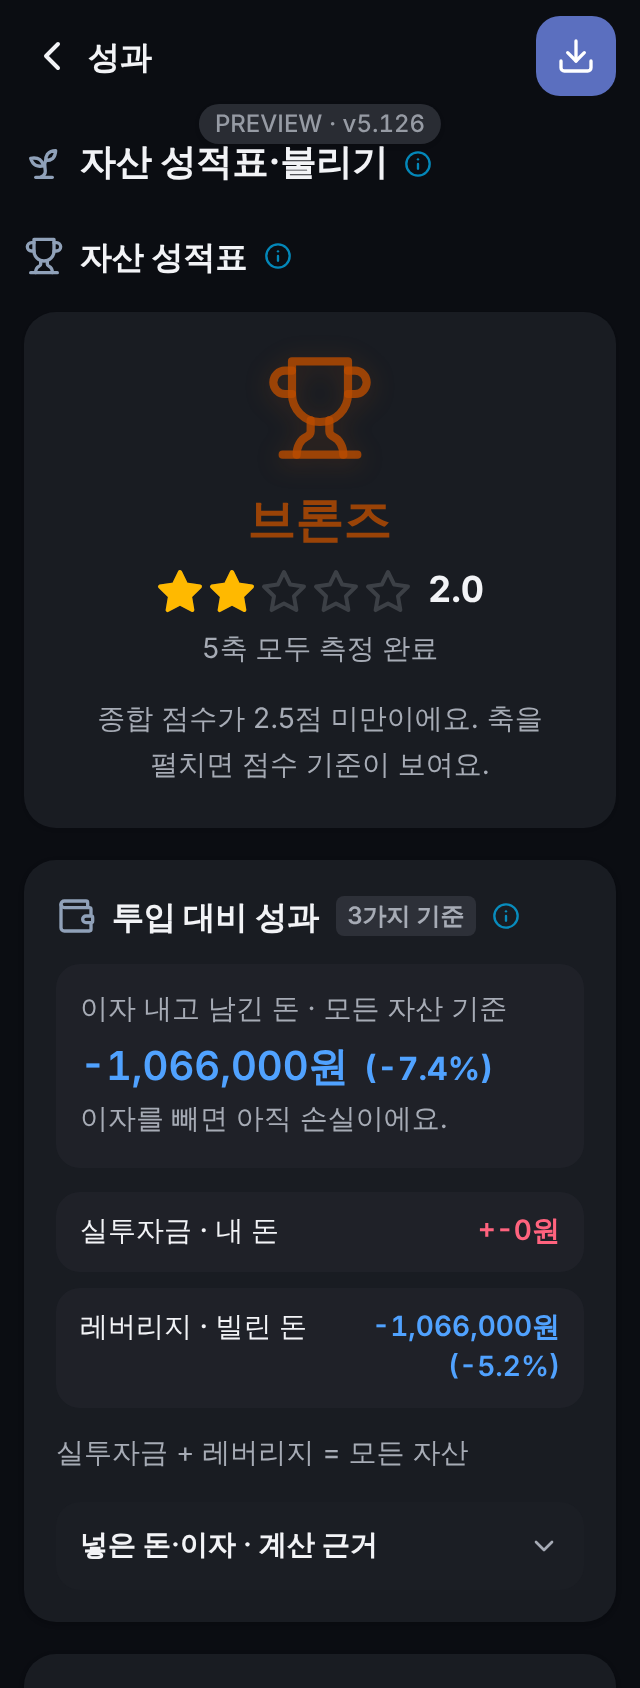 성과
PREVIEW · v5.126
자산 성적표·불리기
자산 성적표
브론즈
2.0
5축 모두 측정 완료
종합 점수가 2.5점 미만이에요. 축을
펼치면 점수 기준이 보여요.
투입 대비 성과 3가지 기준
이자 내고 남긴 돈 · 모든 자산 기준
-1,066,000원 (-7.4%)
이자를 빼면 아직 손실이에요.
실투자금 · 내 돈 +-0원
레버리지 · 빌린 돈 -1,066,000원
(-5.2%)
실투자금 + 레버리지 = 모든 자산
넣은 돈·이자 · 계산 근거